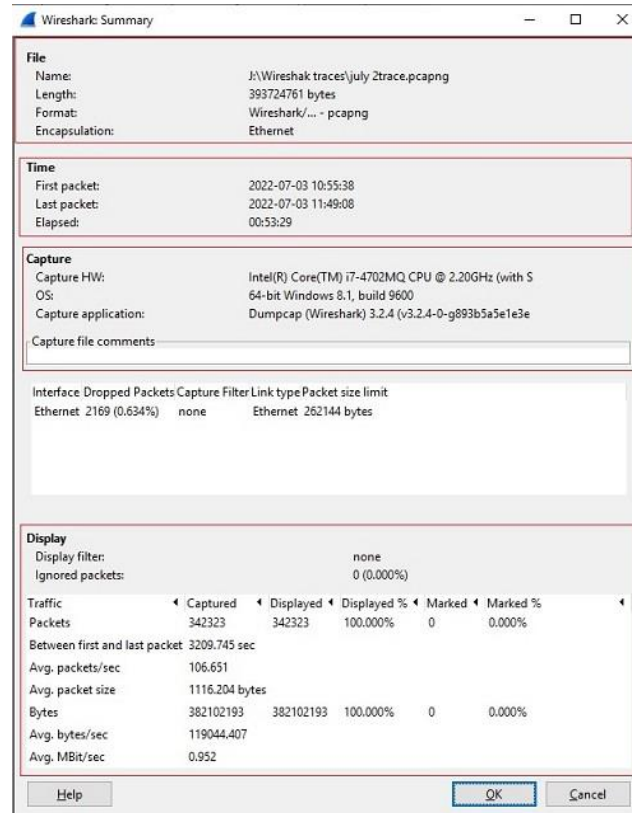 Wireshark: Summary
File
Name: J:\Wireshak traces\july 2trace.pcapng
Length: 393724761 bytes
Format: Wireshark/... - pcapng
Encapsulation: Ethernet
Time
First packet: 2022-07-03 10:55:38
Last packet: 2022-07-03 11:49:08
Elapsed: 00:53:29
Capture
Capture HW: Intel(R) Core(TM) i7-4702MQ CPU @ 2.20GHz (with S
OS: 64-bit Windows 8.1, build 9600
Capture application: Dumpcap (Wireshark) 3.2.4 (v3.2.4-0-g893b5a5e1e3e
Capture file comments
Interface Dropped Packets Capture Filter Link type Packet size limit
Ethernet 2169 (0.634%) none Ethernet 262144 bytes
Display
Display filter: none
Ignored packets: 0 (0.000%)
Traffic Captured Displayed Displayed % Marked Marked %
Packets 342323 342323 100.000% 0 0.000%
Between first and last packet 3209.745 sec
Avg. packets/sec 106.651
Avg. packet size 1116.204 bytes
Bytes 382102193 382102193 100.000% 0 0.000%
Avg. bytes/sec 119044.407
Avg. MBit/sec 0.952
Help OK Cancel